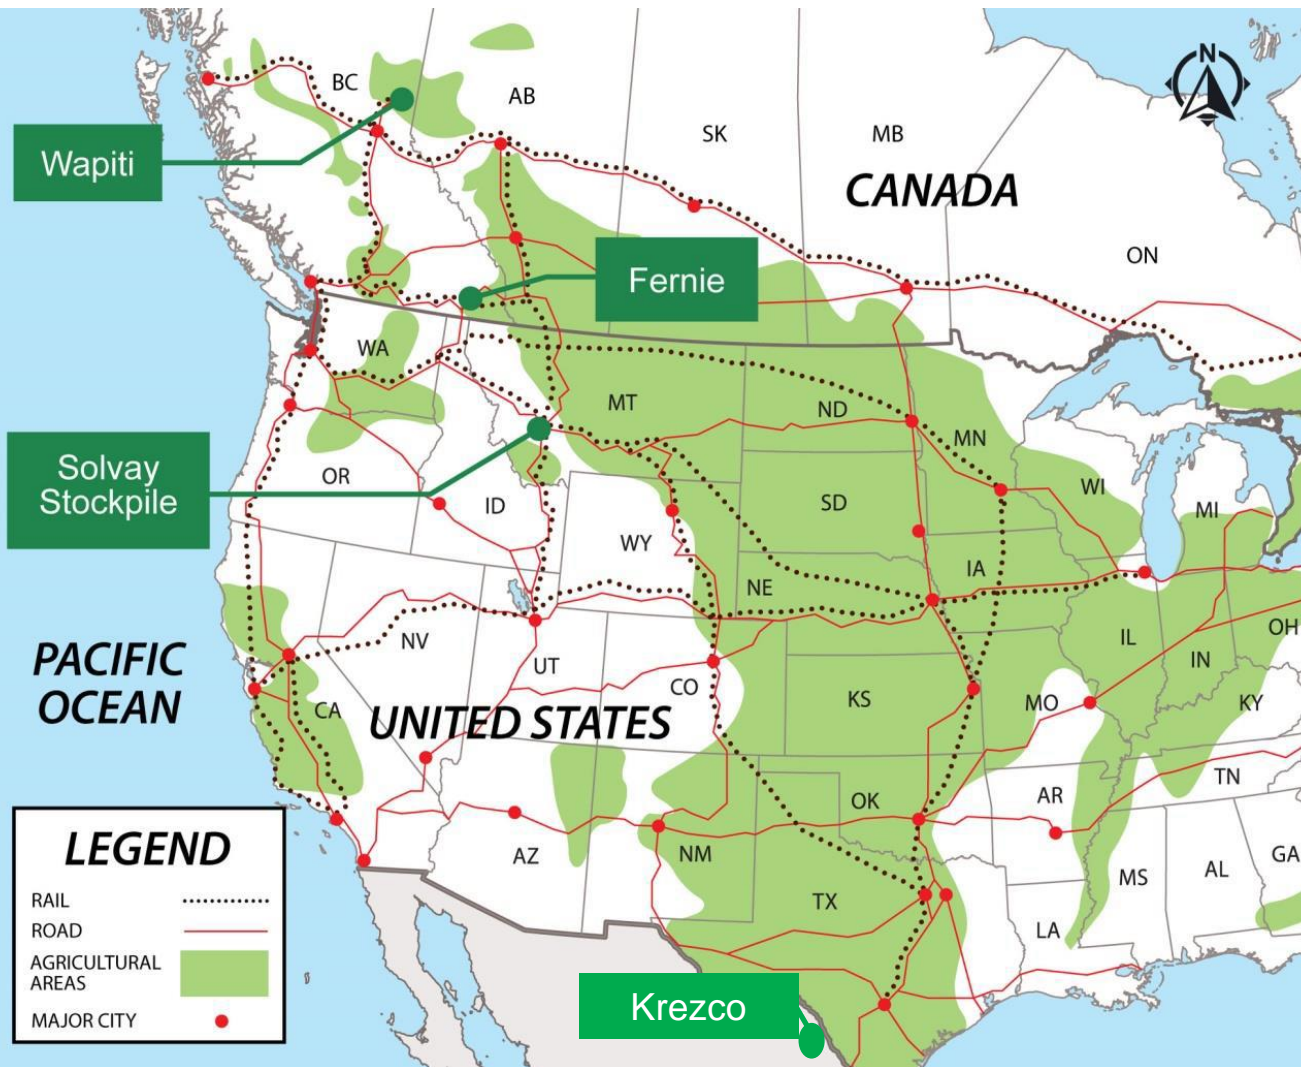 N
BC
AB
SK
MB
CANADA
ON
Wapiti
Fernie
WA
MT
ND
MN
WI
MI
Solvay
Stockpile
OR
ID
SD
WY
IA
NE
PACIFIC
OCEAN
NV
UT
CO
KS
MO
IL
IN
OH
KY
CA
UNITED STATES
TN
AR
OK
AZ
NM
TX
MS
AL
GA
LA
LEGEND
RAIL
ROAD
AGRICULTURAL
AREAS
MAJOR CITY
Krezco